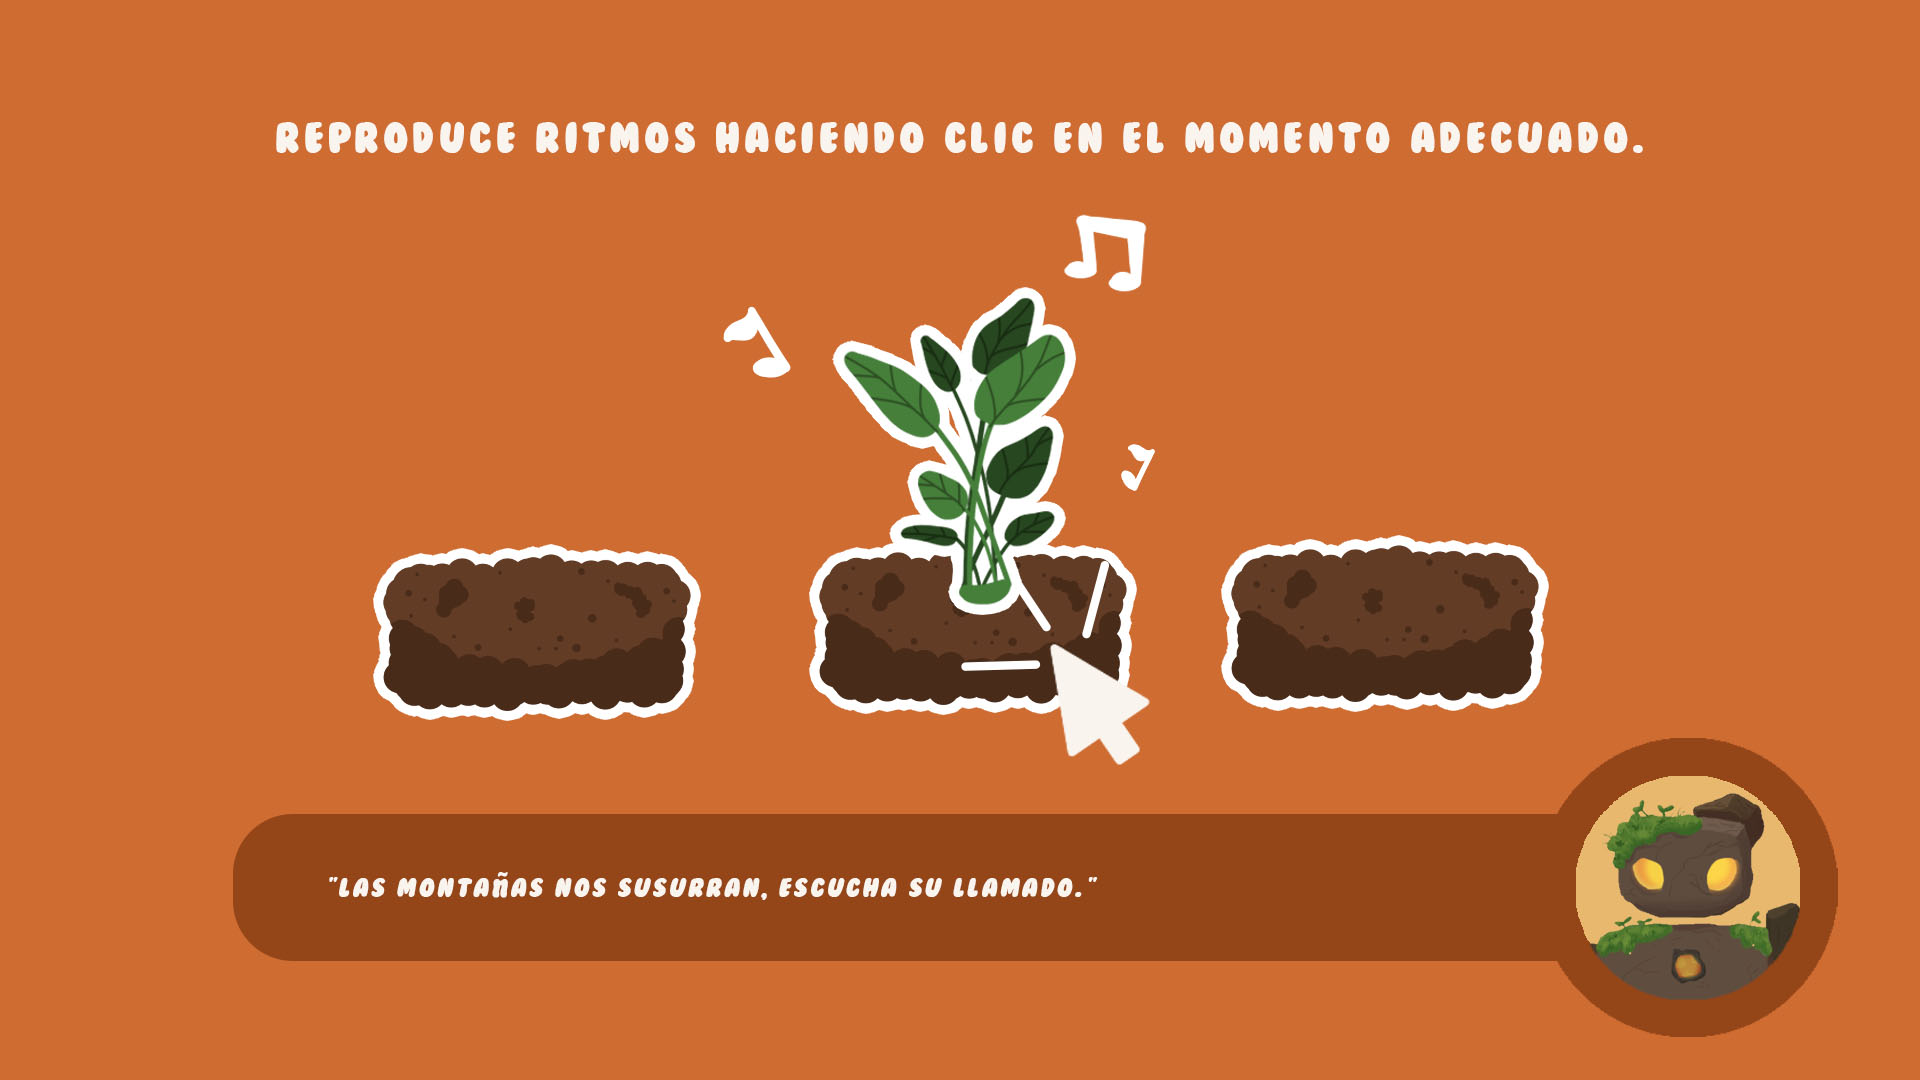 REPRODUCE RITMOS HACIENDO CLIC EN EL MOMENTO ADECUADO.
"LAS MONTAñAS NOS SUSURRAN, ESCUCHA SU LLAMADO."